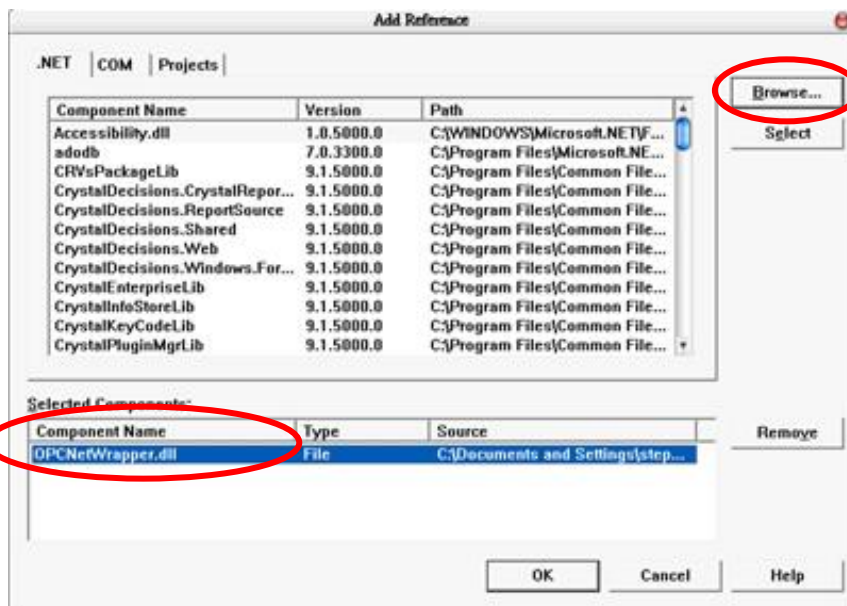 Add Reference
.NET COM Projects
Browse...
Component Name Version Path
Select
Accessibility.dll 1.0.5000.0 C:\WINDOWS\Microsoft.NET\F...
adodb 7.0.3300.0 C:\Program Files\Microsoft.NE...
CRVsPackageLib 9.1.5000.0 C:\Program Files\Common File...
CrystalDecisions.CrystalRepor... 9.1.5000.0 C:\Program Files\Common File...
CrystalDecisions.ReportSource 9.1.5000.0 C:\Program Files\Common File...
CrystalDecisions.Shared 9.1.5000.0 C:\Program Files\Common File...
CrystalDecisions.Web 9.1.5000.0 C:\Program Files\Common File...
CrystalDecisions.Windows.For... 9.1.5000.0 C:\Program Files\Common File...
CrystalEnterpriseLib 9.1.5000.0 C:\Program Files\Common File...
CrystalInfoStoreLib 9.1.5000.0 C:\Program Files\Common File...
CrystalKeyCodeLib 9.1.5000.0 C:\Program Files\Common File...
CrystalPluginMgrLib 9.1.5000.0 C:\Program Files\Common File...
Selected Components:
Component Name Type Source
Remove
OPCNetWrapper.dll File C:\Documents and Settings\step...
OK Cancel Help